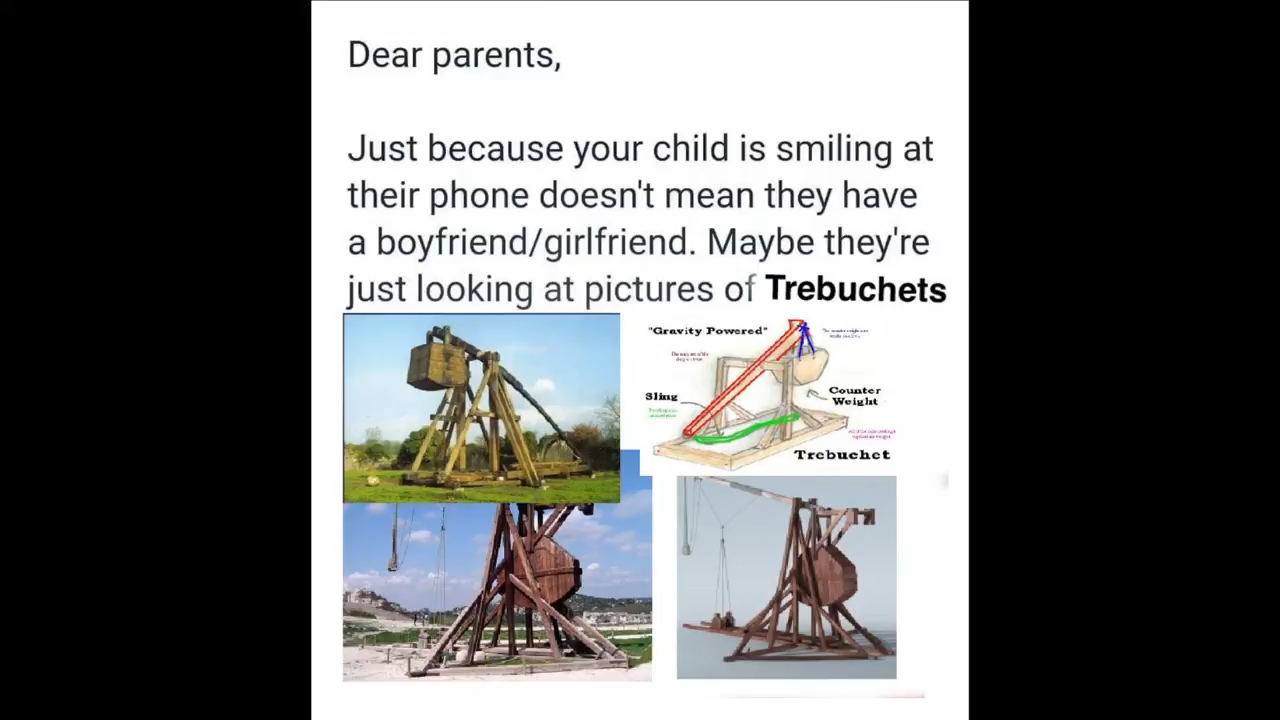 Dear parents,
Just because your child is smiling at
their phone doesn't mean they have
a boyfriend/girlfriend. Maybe they're
just looking at pictures of Trebuchets
"Gravity Powered"
Sling
Counter
Weight
Trebuchet